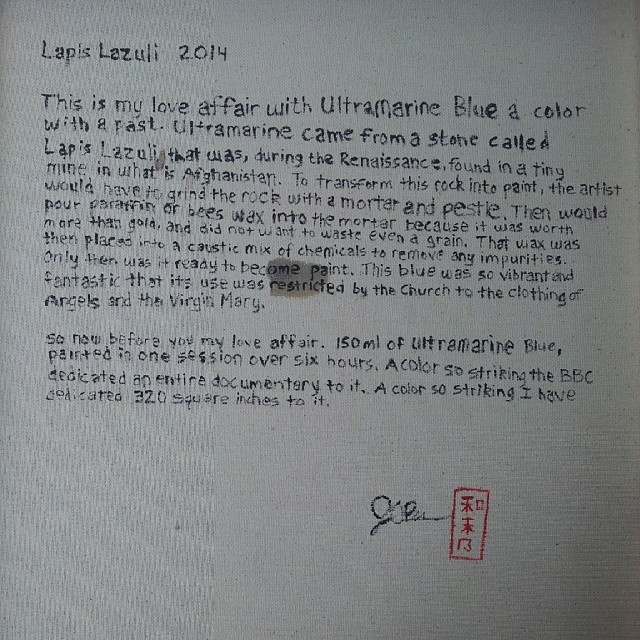 Lapis Lazuli 2014
This is my love affair with Ultramarine Blue a color
with a past. Ultramarine came from a stone called
Lapis Lazuli, that was, during the Renaissance, found in a tiny
mine in what is Afghanistan. To transform this rock into paint, the artist
would have to grind the rock with a mortar and pestle. Then would
pour paraffin or bees wax into the mortar because it was worth
more than gold, and did not want to waste even a grain. That wax was
then placed into a caustic mix of chemicals to remove any impurities.
Only then was it ready to become paint. This blue was so vibrant and
fantastic that its use was restricted by the Church to the clothing of
Angels and the Virgin Mary.
So now before you my love affair. 150ml of Ultramarine Blue,
painted in one session over six hours. A color so striking the BBC
dedicated an entire documentary to it. A color so striking I have
dedicated 320 square inches to it.
和